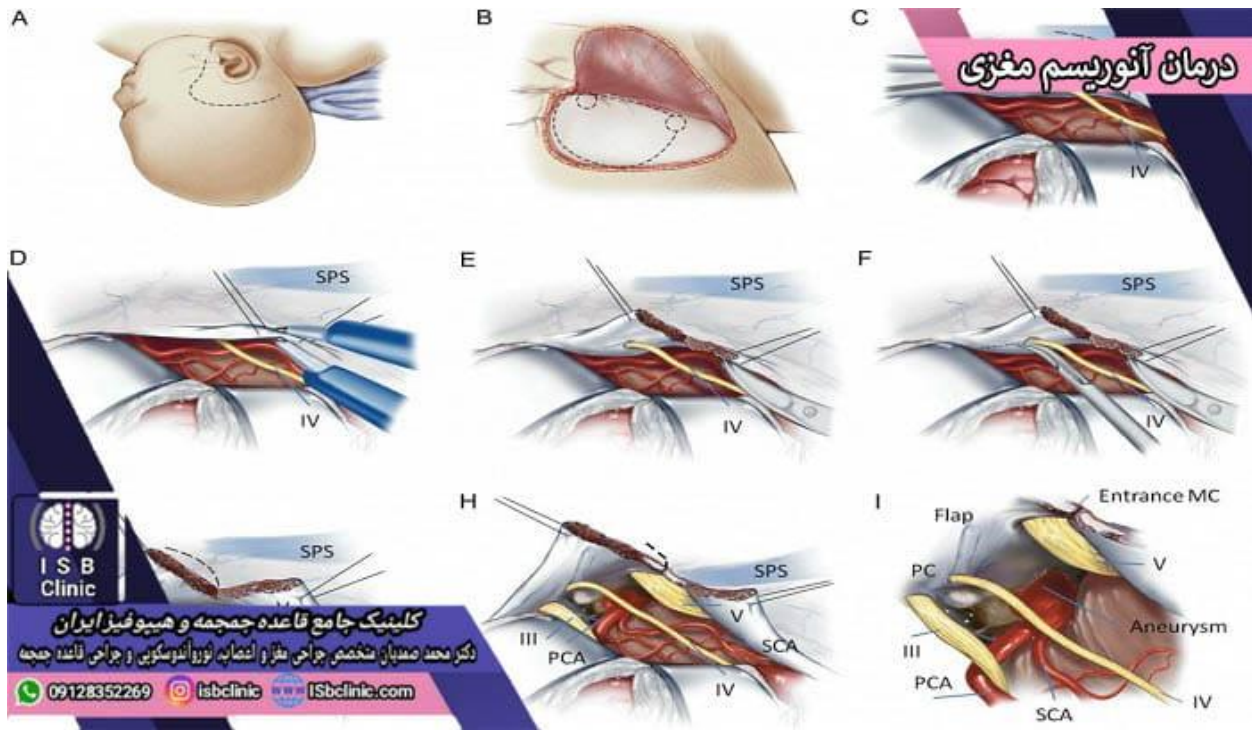 A
B
C
درمان آنوریسم مغزی
IV
D
SPS
IV
E
SPS
IV
F
SPS
IV
I S B
Clinic
SPS
H
SPS
V
III
PCA
SCA
IV
I
Entrance MC
Flap
V
PC
Aneurysm
III
PCA
SCA
IV
کلینیک جامع قاعده جمجمه و هیپوفیز ایران
دکتر محمد صمدیان متخصص جراحی مغز و اعصاب، نوروآندوسکوپی و جراحی قاعده جمجمه
09128352269 isbclinic www ISbclinic.com